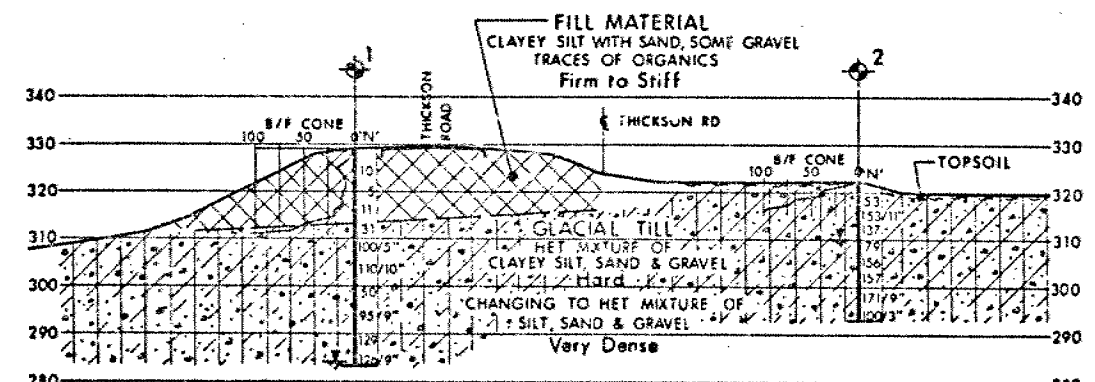 FILL MATERIAL
CLAYEY SILT WITH SAND, SOME GRAVEL
TRACES OF ORGANICS
Firm to Stiff
1
2
340
340
THICKSON
ROAD
THICKSON RD
B/F CONE
100 50 0 'N'
330
330
B/F CONE
100 50 0 'N'
TOPSOIL
10
5
11
31
100/5"
110/10"
50
95/9"
129
126/9"
320
320
53
153/11"
137
79
156
157
171/9"
100/3"
310
310
GLACIAL TILL
HET MIXTURE OF
CLAYEY SILT, SAND & GRAVEL
Hard
300
300
CHANGING TO HET MIXTURE OF
SILT, SAND & GRAVEL
Very Dense
290
290
280